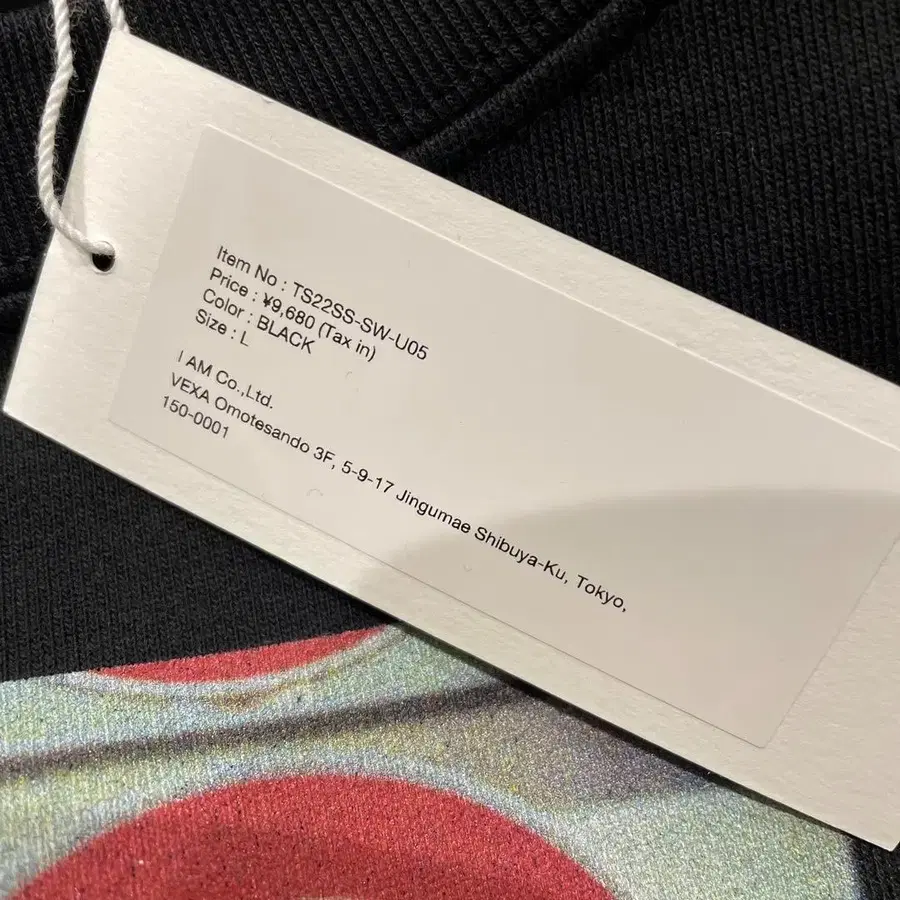 Item No : TS22SS-SW-U05
Price : ¥9,680 (Tax in)
Color : BLACK
Size : L
I AM Co.,Ltd.
VEXA Omotesando 3F, 5-9-17 Jingumae Shibuya-Ku, Tokyo,
150-0001